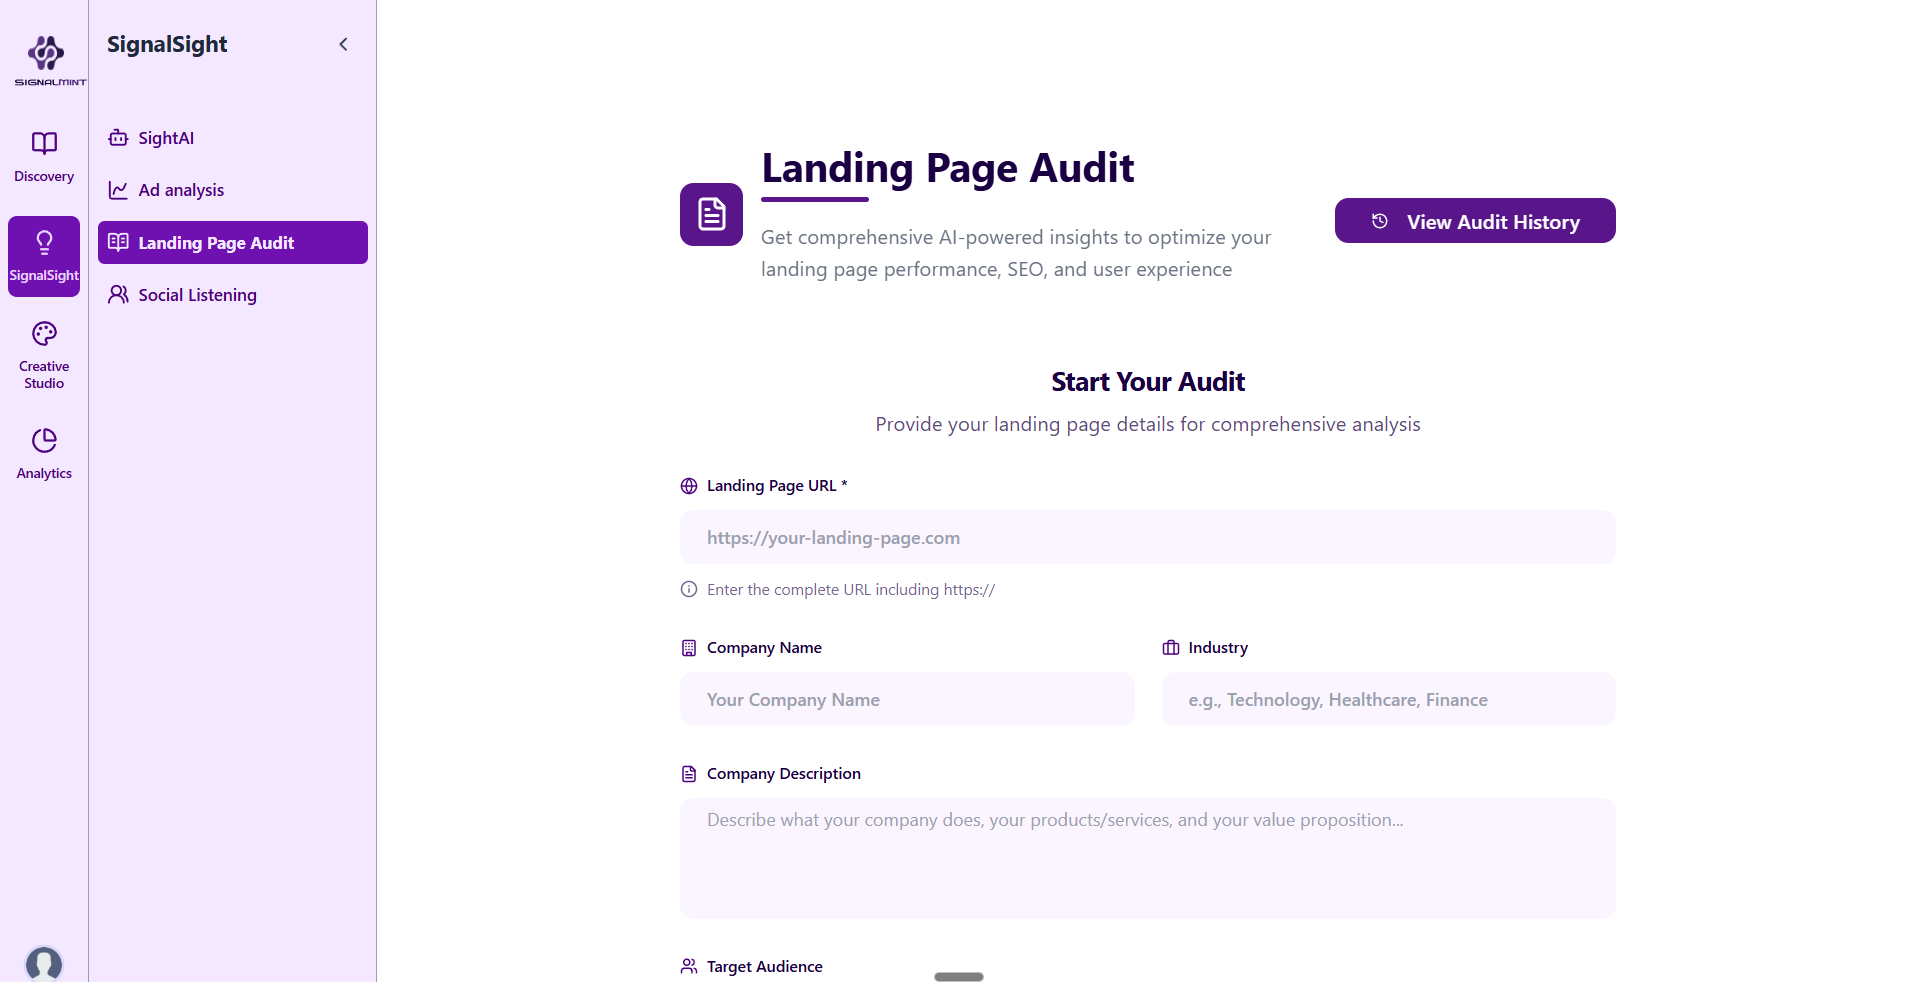 SIGNALMINT
Discovery
SignalSight
Creative
Studio
Analytics
SignalSight
SightAI
Ad analysis
Landing Page Audit
Social Listening
Landing Page Audit
Get comprehensive AI-powered insights to optimize your
landing page performance, SEO, and user experience
View Audit History
Start Your Audit
Provide your landing page details for comprehensive analysis
Landing Page URL *
https://your-landing-page.com
Enter the complete URL including https://
Company Name
Your Company Name
Industry
e.g., Technology, Healthcare, Finance
Company Description
Describe what your company does, your products/services, and your value proposition...
Target Audience